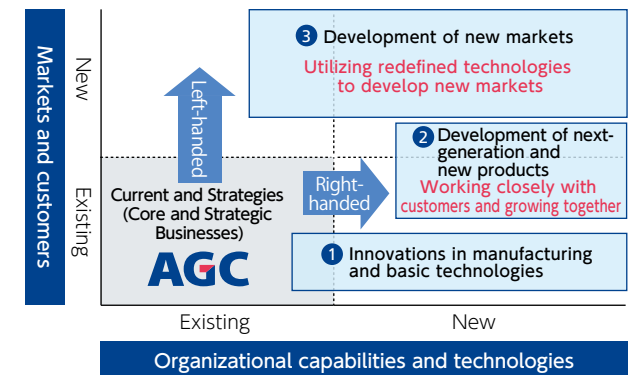 Markets and customers
New
Existing
3 Development of new markets
Utilizing redefined technologies
to develop new markets
Left-handed
2 Development of next-
generation and
new products
Working closely with
customers and growing together
Right-
handed
Current and Strategies
(Core and Strategic
Businesses)
AGC
1 Innovations in manufacturing
and basic technologies
Existing
New
Organizational capabilities and technologies